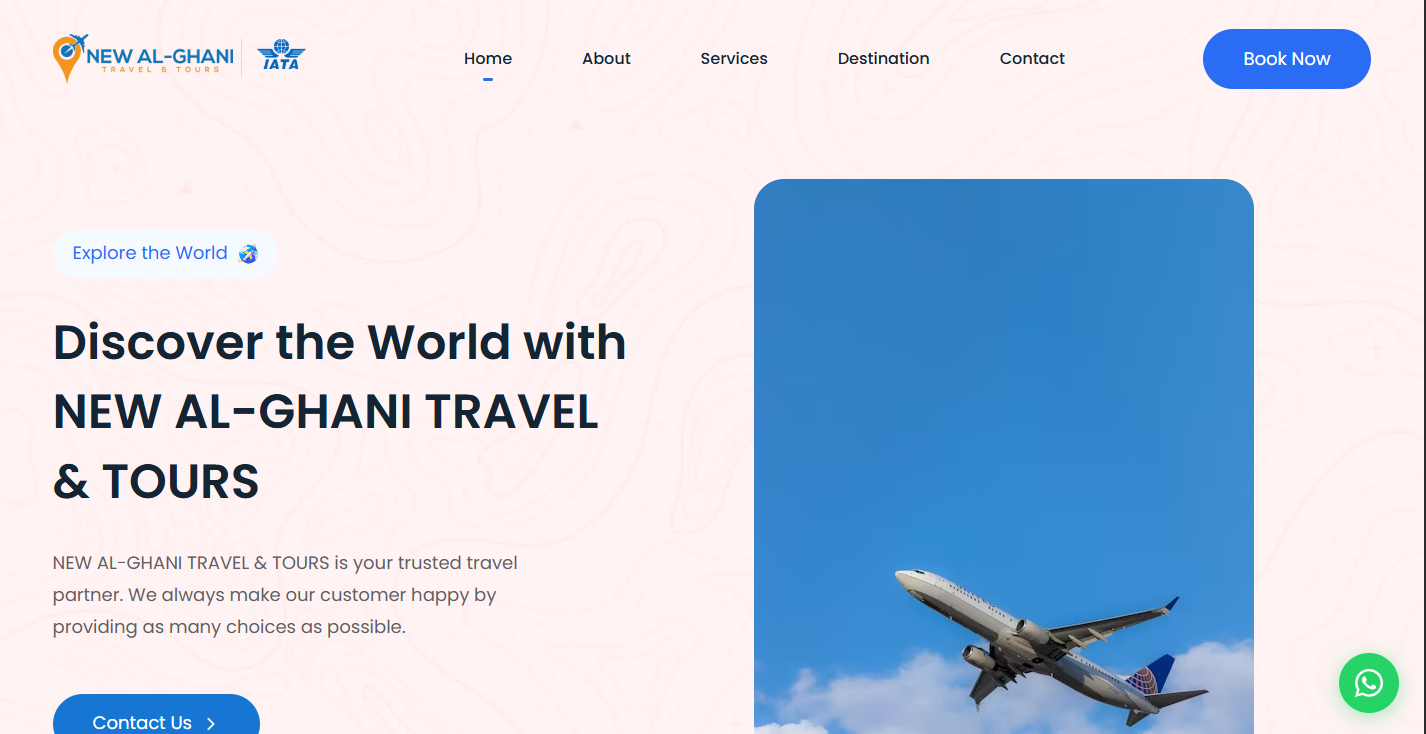 NEW AL-GHANI
TRAVEL & TOURS
IATA
Home
About
Services
Destination
Contact
Book Now
Explore the World
Discover the World with
NEW AL-GHANI TRAVEL
& TOURS
NEW AL-GHANI TRAVEL & TOURS is your trusted travel
partner. We always make our customer happy by
providing as many choices as possible.
Contact Us